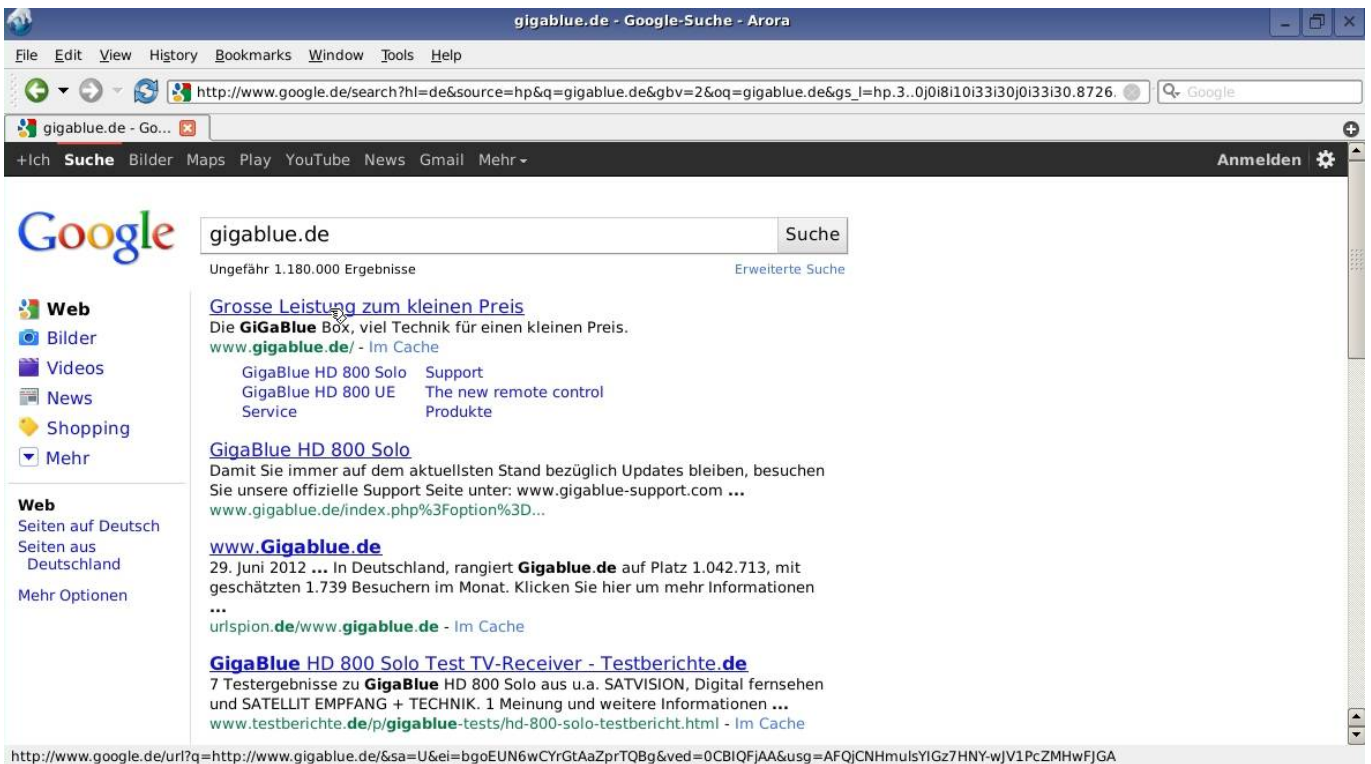 gigablue.de - Google-Suche - Arora
File Edit View History Bookmarks Window Tools Help
http://www.google.de/search?hl=de&source=hp&q=gigablue.de&gbv=2&oq=gigablue.de&gs_l=hp.3..0j0i8i10i33i30j0i33i30.8726. Google
gigablue.de - Go...
+Ich Suche Bilder Maps Play YouTube News Gmail Mehr Anmelden
Google gigablue.de Suche
Ungefähr 1.180.000 Ergebnisse Erweiterte Suche
Web
Bilder
Videos
News
Shopping
Mehr
Web
Seiten auf Deutsch
Seiten aus
Deutschland
Mehr Optionen
Grosse Leistung zum kleinen Preis
Die GiGaBlue Box, viel Technik für einen kleinen Preis.
www.gigablue.de/ - Im Cache
GigaBlue HD 800 Solo Support
GigaBlue HD 800 UE The new remote control
Service Produkte
GigaBlue HD 800 Solo
Damit Sie immer auf dem aktuellsten Stand bezüglich Updates bleiben, besuchen
Sie unsere offizielle Support Seite unter: www.gigablue-support.com ...
www.gigablue.de/index.php%3Foption%3D...
www.Gigablue.de
29. Juni 2012 ... In Deutschland, rangiert Gigablue.de auf Platz 1.042.713, mit
geschätzten 1.739 Besuchern im Monat. Klicken Sie hier um mehr Informationen
...
urlspion.de/www.gigablue.de - Im Cache
GigaBlue HD 800 Solo Test TV-Receiver - Testberichte.de
7 Testergebnisse zu GigaBlue HD 800 Solo aus u.a. SATVISION, Digital fernsehen
und SATELLIT EMPFANG + TECHNIK. 1 Meinung und weitere Informationen ...
www.testberichte.de/p/gigablue-tests/hd-800-solo-testbericht.html - Im Cache
http://www.google.de/url?q=http://www.gigablue.de/&sa=U&ei=bgoEUN6wCYrGtAaZprTQBg&ved=0CBIQFjAA&usg=AFQjCNHmulsYIGz7HNY-wJV1PcZMHwFJGA